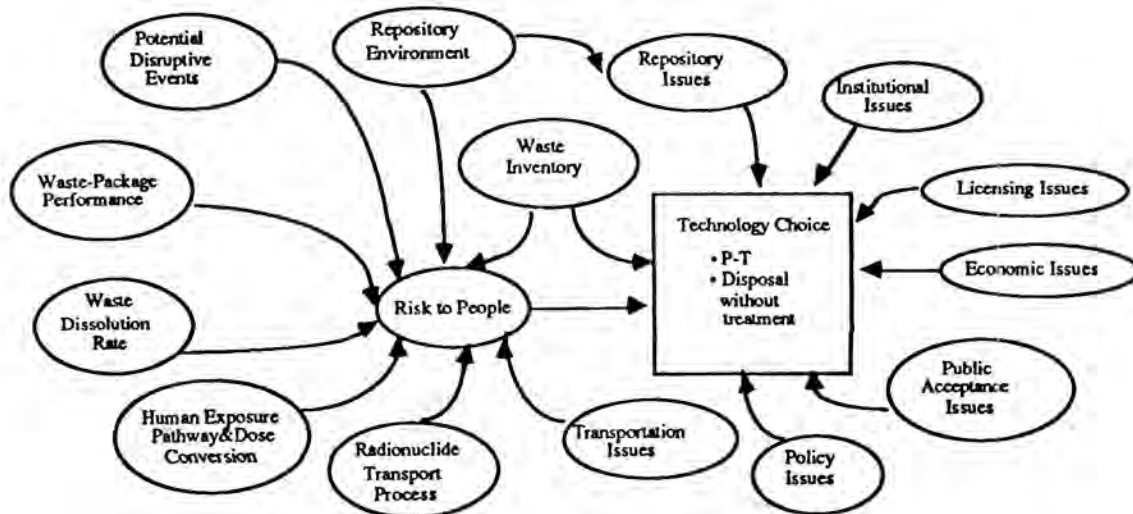 Potential
Disruptive
Events
Repository
Environment
Repository
Issues
Institutional
Issues
Waste
Inventory
Waste-Package
Performance
Licensing Issues
Technology Choice
• P-T
• Disposal
without
treatment
Economic Issues
Risk to People
Waste
Dissolution
Rate
Public
Acceptance
Issues
Human Exposure
Pathway&Dose
Conversion
Radionuclide
Transport
Process
Transportation
Issues
Policy
Issues